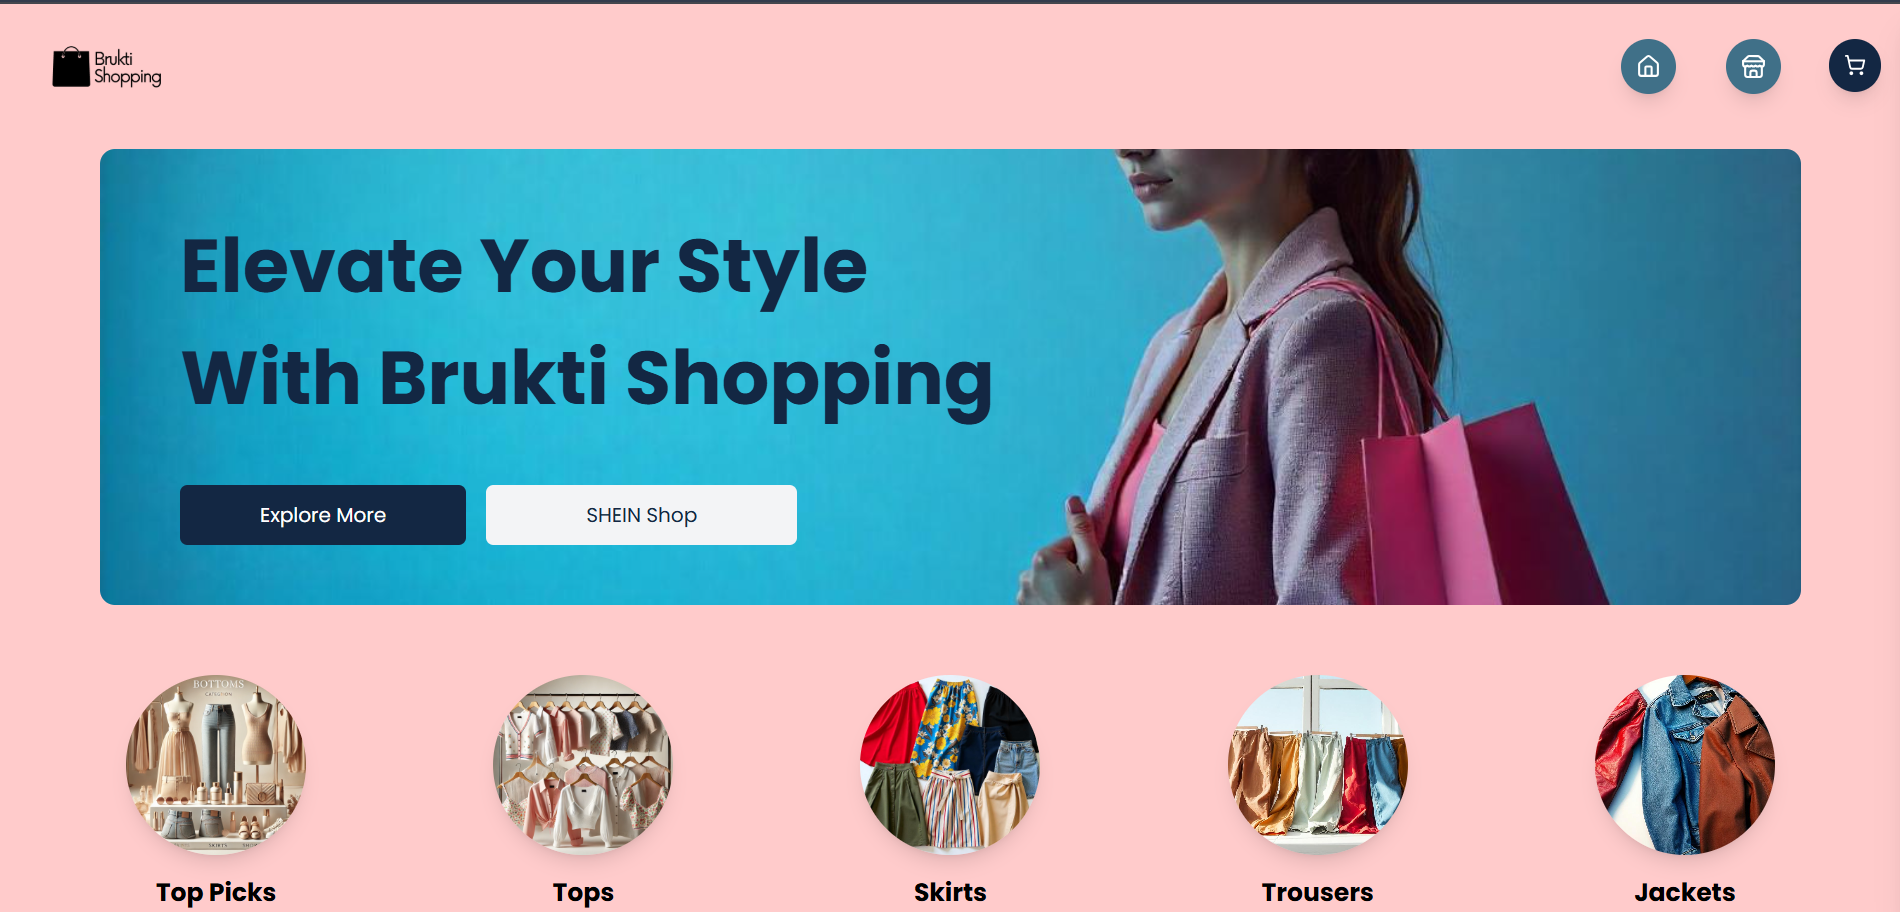 Brukti
Shopping
Elevate Your Style
With Brukti Shopping
Explore More
SHEIN Shop
BOTTOMS
Top Picks
Tops
Skirts
Trousers
Jackets